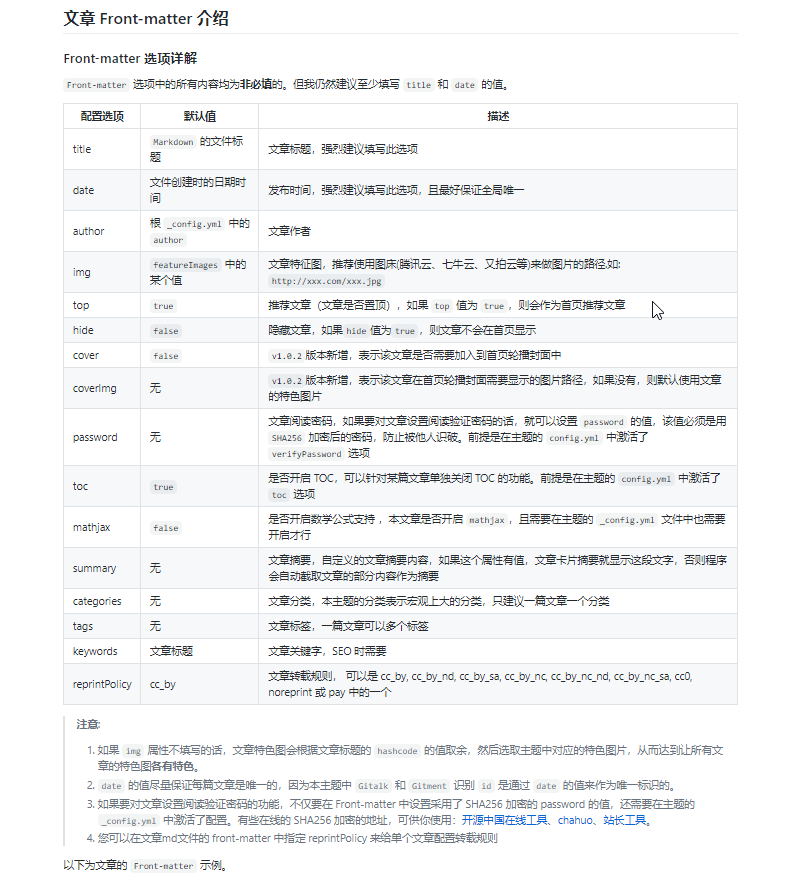 文章 Front-matter 介绍
Front-matter 选项详解
Front-matter 选项中的所有内容均为非必填的。但我仍然建议至少填写 title 和 date 的值。
配置选项 默认值 描述
title Markdown 的文件标题 文章标题，强烈建议填写此选项
date 文件创建时的日期时间 发布时间，强烈建议填写此选项，且最好保证全局唯一
author 根 _config.yml 中的 author 文章作者
img featureImages 中的某个值 文章特征图，推荐使用图床(腾讯云、七牛云、又拍云等)来做图片的路径.如: http://xxx.com/xxx.jpg
top true 推荐文章（文章是否置顶），如果 top 值为 true，则会作为首页推荐文章
hide false 隐藏文章，如果hide值为true，则文章不会在首页显示
cover false v1.0.2版本新增，表示该文章是否需要加入到首页轮播封面中
coverImg 无 v1.0.2版本新增，表示该文章在首页轮播封面需要显示的图片路径，如果没有，则默认使用文章的特色图片
password 无 文章阅读密码，如果要对文章设置阅读验证密码的话，就可以设置 password 的值，该值必须是用 SHA256 加密后的密码，防止被他人识破。前提是在主题的 config.yml 中激活了 verifyPassword 选项
toc true 是否开启 TOC，可以针对某篇文章单独关闭 TOC 的功能。前提是在主题的 config.yml 中激活了 toc 选项
mathjax false 是否开启数学公式支持 ，本文章是否开启 mathjax，且需要在主题的 _config.yml 文件中也需要开启才行
summary 无 文章摘要，自定义的文章摘要内容，如果这个属性有值，文章卡片摘要就显示这段文字，否则程序会自动截取文章的部分内容作为摘要
categories 无 文章分类，本主题的分类表示宏观上大的分类，只建议一篇文章一个分类
tags 无 文章标签，一篇文章可以多个标签
keywords 文章标题 文章关键字，SEO 时需要
reprintPolicy cc_by 文章转载规则， 可以是 cc_by, cc_by_nd, cc_by_sa, cc_by_nc, cc_by_nc_nd, cc_by_nc_sa, cc0, noreprint 或 pay 中的一个
注意:
1. 如果 img 属性不填写的话，文章特色图会根据文章标题的 hashcode 的值取余，然后选取主题中对应的特色图片，从而达到让所有文章的特色图各有特色。
2. date 的值尽量保证每篇文章是唯一的，因为本主题中 Gitalk 和 Gitment 识别 id 是通过 date 的值来作为唯一标识的。
3. 如果要对文章设置阅读验证密码的功能，不仅要在 Front-matter 中设置采用了 SHA256 加密的 password 的值，还需要在主题的 _config.yml 中激活了配置。有些在线的 SHA256 加密的地址，可供你使用：开源中国在线工具、chahuo、站长工具。
4. 您可以在文章md文件的 front-matter 中指定 reprintPolicy 来给单个文章配置转载规则
以下为文章的 Front-matter 示例。